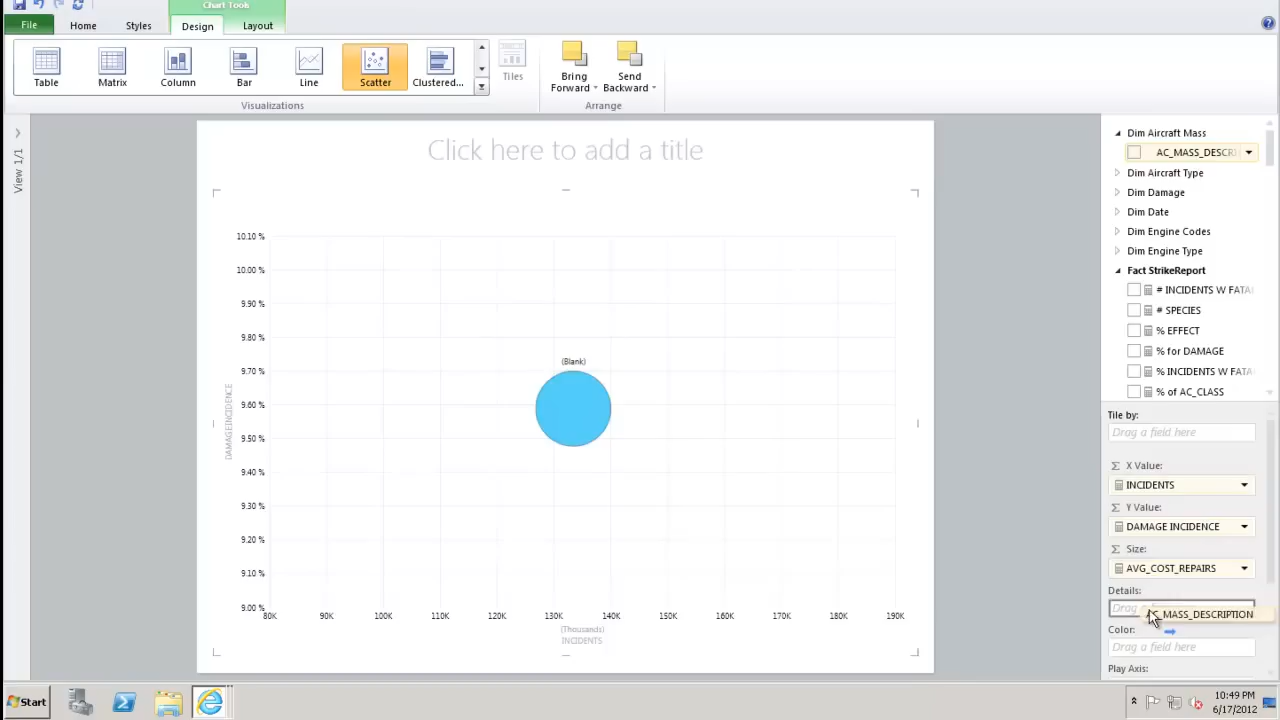 Chart Tools
File
Home
Styles
Design
Layout
Table
Matrix
Column
Bar
Line
Scatter
Clustered...
Tiles
Bring
Forward
Send
Backward
Visualizations
Arrange
View 1/1
Click here to add a title
10.10 %
10.00 %
9.90 %
9.80 %
9.70 %
9.60 %
9.50 %
9.40 %
9.30 %
9.20 %
9.10 %
9.00 %
DAMAGE INCIDENCE
(Blank)
80K
90K
100K
110K
120K
130K
140K
150K
160K
170K
180K
190K
(Thousands)
INCIDENTS
Dim Aircraft Mass
AC_MASS_DESCRI
Dim Aircraft Type
Dim Damage
Dim Date
Dim Engine Codes
Dim Engine Type
Fact StrikeReport
# INCIDENTS W FATA
# SPECIES
% EFFECT
% for DAMAGE
% INCIDENTS W FATA
% of AC_CLASS
Tile by:
Drag a field here
Σ X Value:
INCIDENTS
Σ Y Value:
DAMAGE INCIDENCE
Σ Size:
AVG_COST_REPAIRS
Details:
Drag
MASS_DESCRIPTION
Color:
Drag a field here
Play Axis:
Start
10:49 PM
6/17/2012